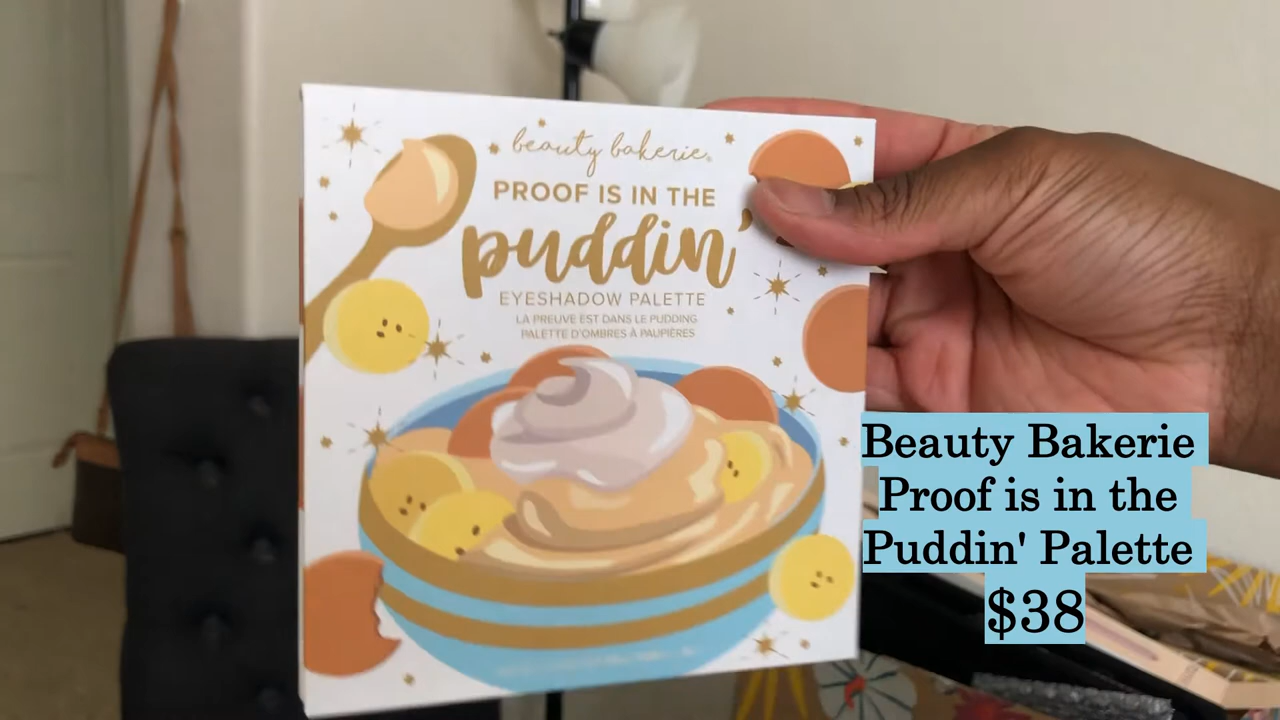 beauty bakerie®
PROOF IS IN THE
puddin'
EYESHADOW PALETTE
LA PREUVE EST DANS LE PUDDING
PALETTE D'OMBRES À PAUPIÈRES
Beauty Bakerie
Proof is in the
Puddin' Palette
$38